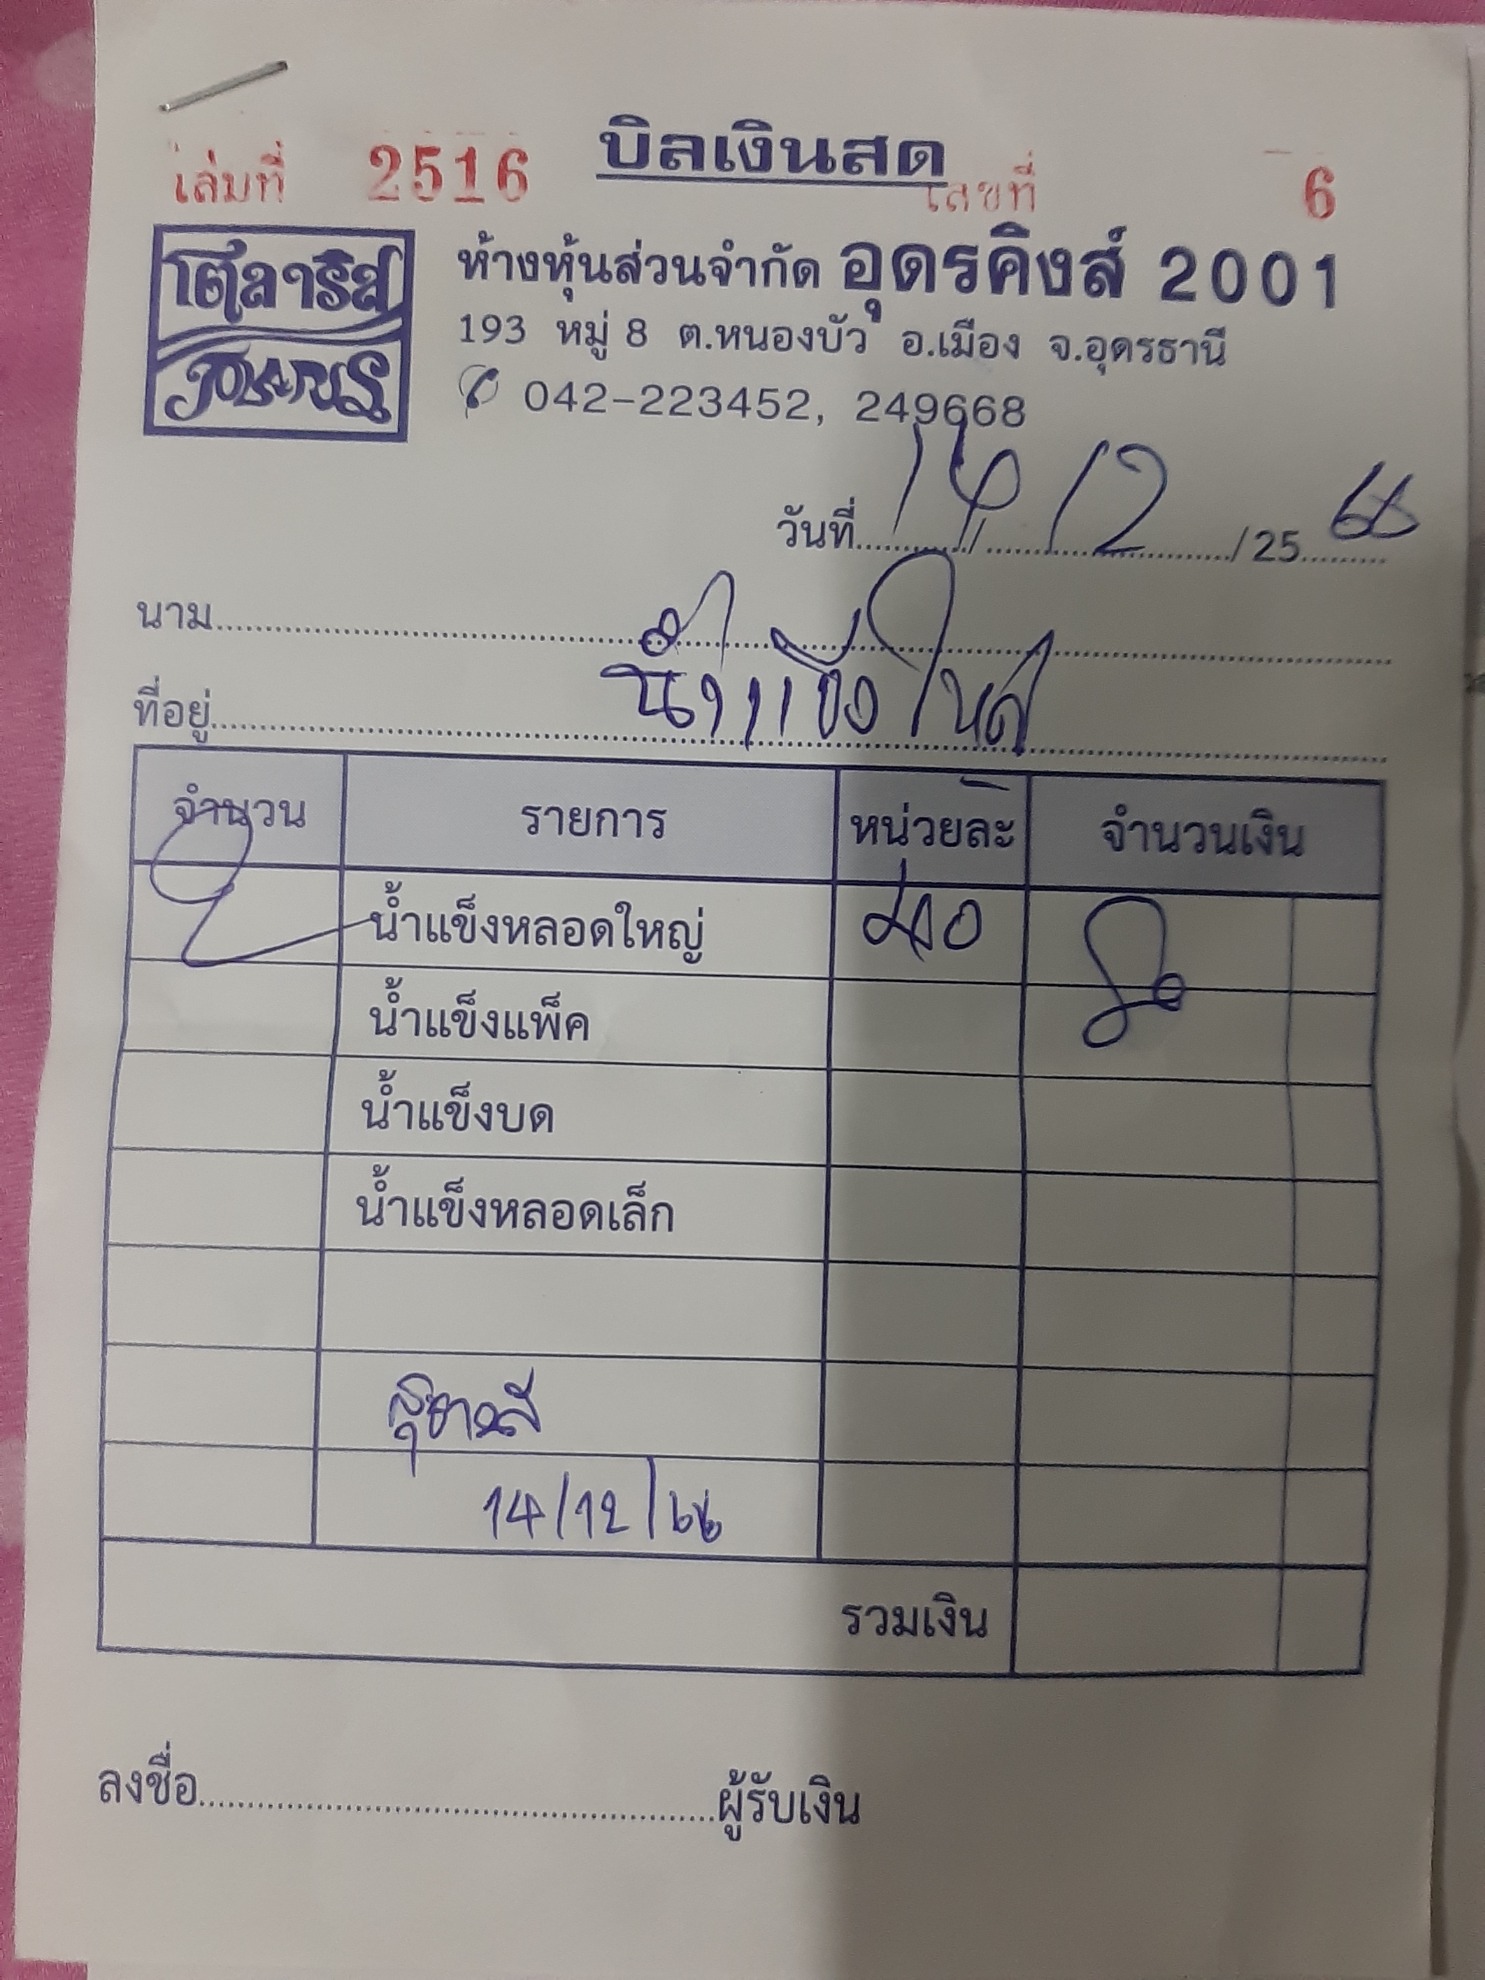 เล่มที่ 2516 บิลเงินสด เลขที่ 6
โซล่าริส
ห้างหุ้นส่วนจำกัด อุดรคิงส์ 2001
193 หมู่ 8 ต.หนองบัว อ.เมือง จ.อุดรธานี
042-223452, 249668
วันที่ 14 / 12 /25 66
นาม
น้ำแข็ง
ที่อยู่
จำนวน รายการ หน่วยละ จำนวนเงิน
2 น้ำแข็งหลอดใหญ่ 40 80
น้ำแข็งแพ็ค
น้ำแข็งบด
น้ำแข็งหลอดเล็ก
14/12/66
รวมเงิน
ลงชื่อ ผู้รับเงิน